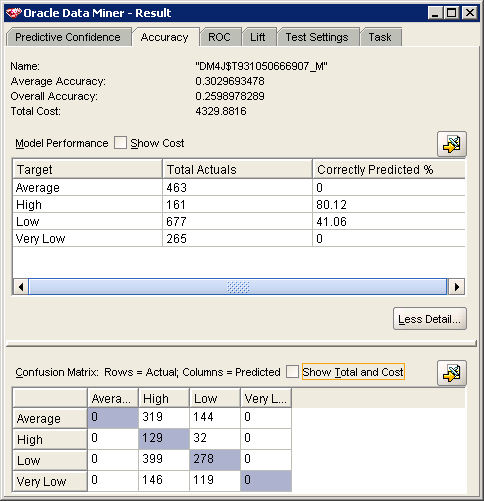 Oracle Data Miner - Result
Predictive Confidence Accuracy ROC Lift Test Settings Task
Name: "DM4J$T931050666907_M"
Average Accuracy: 0.3029693478
Overall Accuracy: 0.2598978289
Total Cost: 4329.8816
Model Performance Show Cost
Target Total Actuals Correctly Predicted %
Average 463 0
High 161 80.12
Low 677 41.06
Very Low 265 0
Less Detail...
Confusion Matrix: Rows = Actual; Columns = Predicted Show Total and Cost
Avera... High Low Very L...
Average 0 319 144 0
High 0 129 32 0
Low 0 399 278 0
Very Low 0 146 119 0